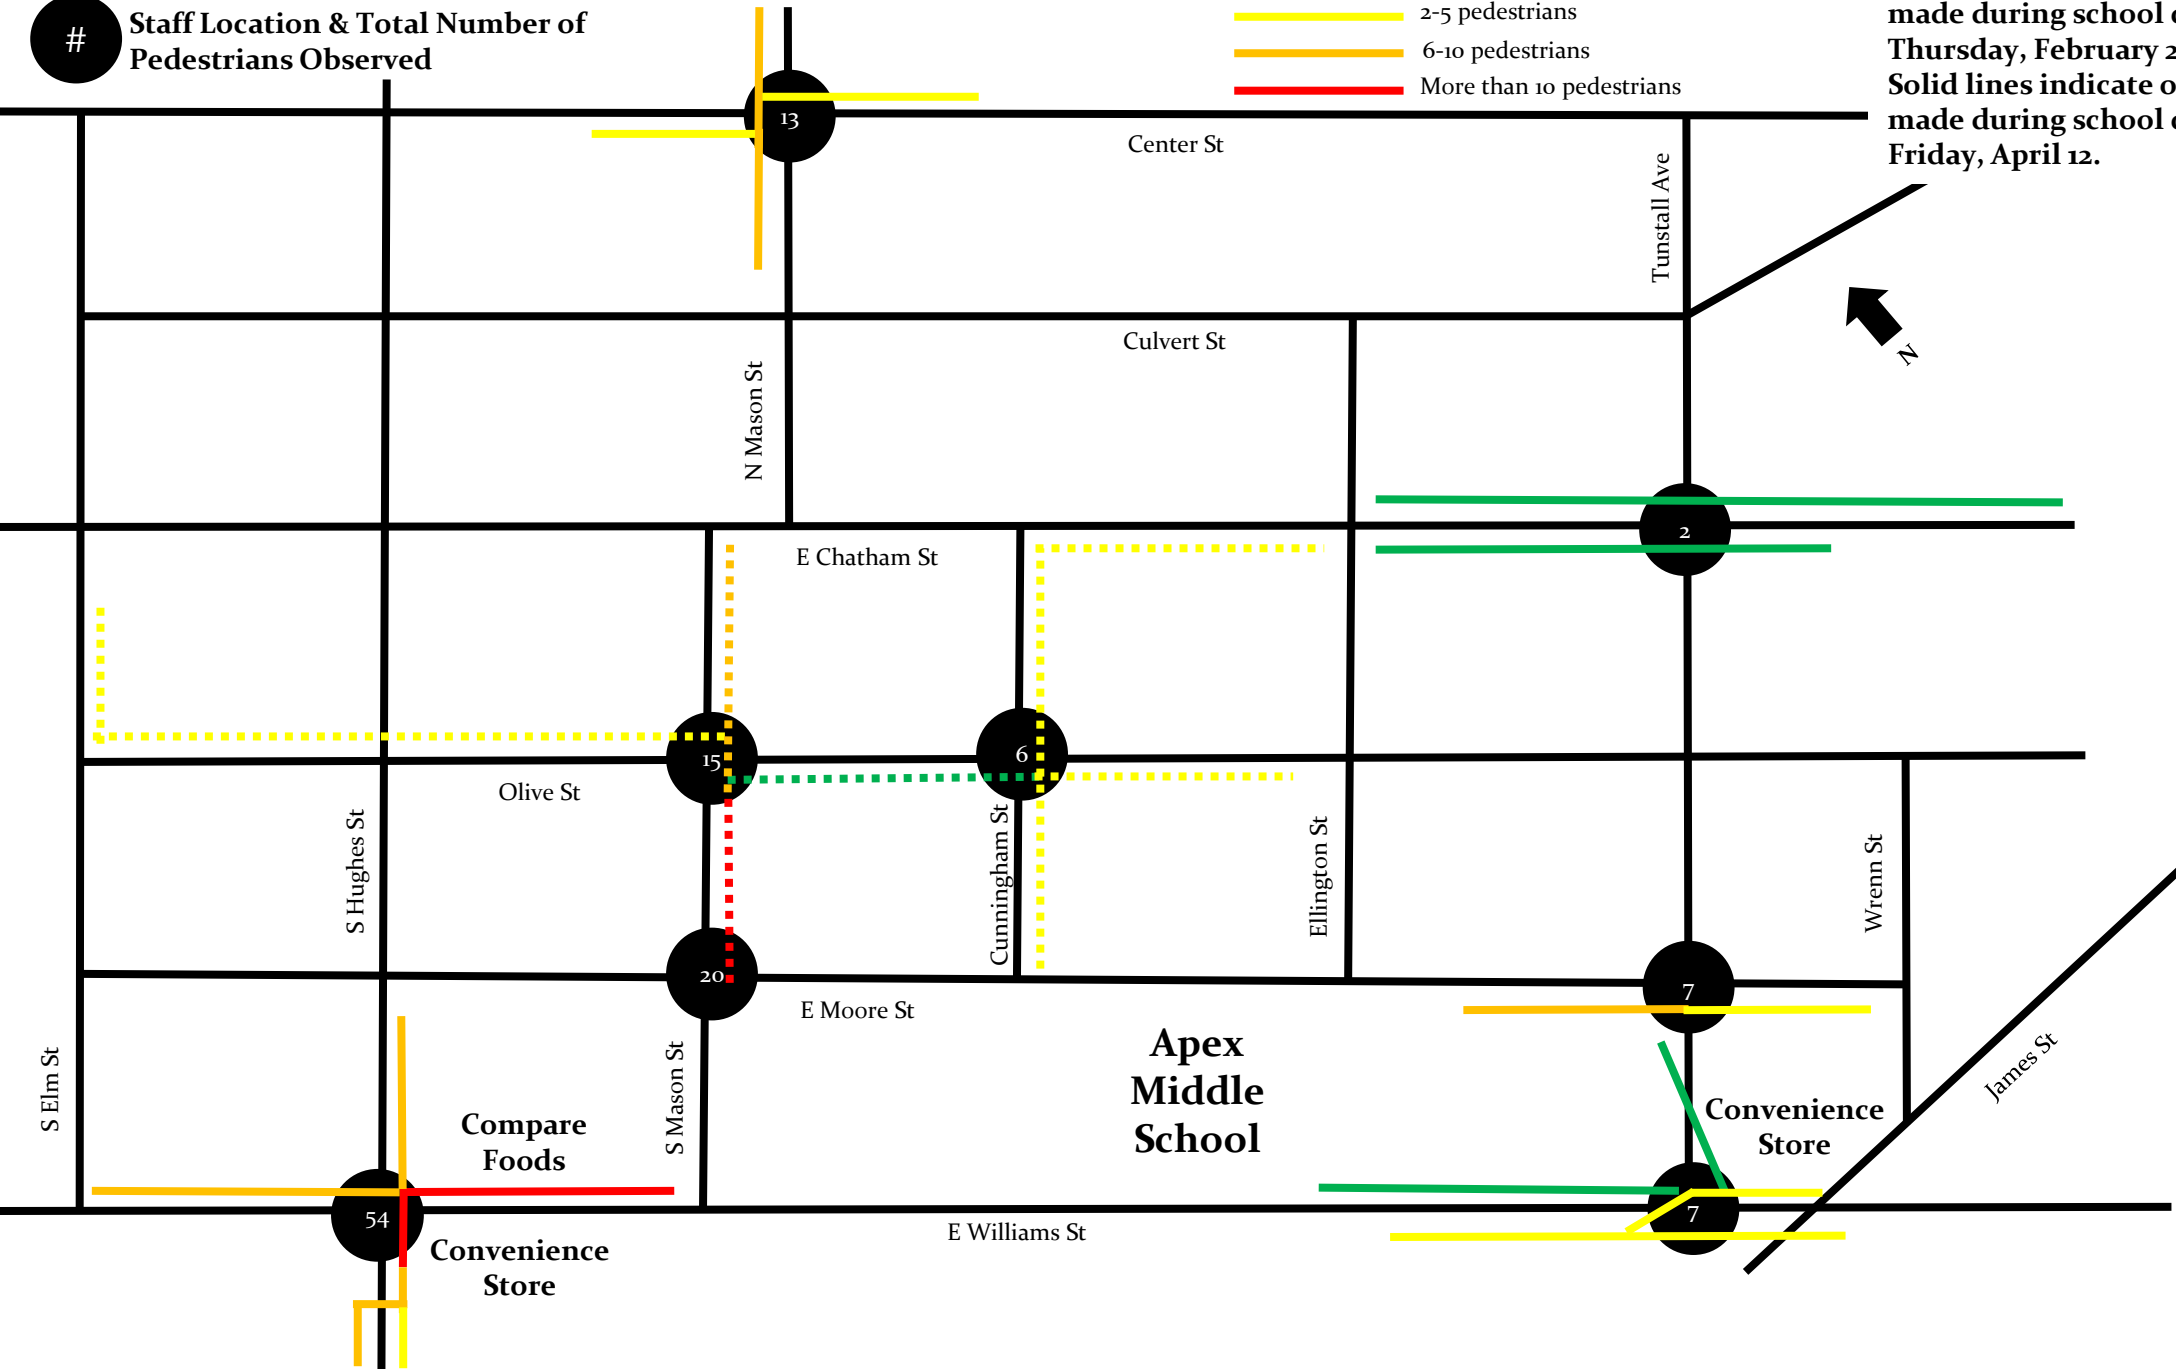 #
Staff Location & Total Number of
Pedestrians Observed
2-5 pedestrians
6-10 pedestrians
More than 10 pedestrians
made during school
Thursday, February
Solid lines indicate
made during school
Friday, April 12.
13
Center St
Tunstall Ave
N
Culvert St
N Mason St
2
E Chatham St
15
6
Olive St
S Hughes St
Cunningham St
Ellington St
Wrenn St
20
7
E Moore St
Apex
Middle
School
S Elm St
S Mason St
James St
Compare
Foods
Convenience
Store
54
7
E Williams St
Convenience
Store